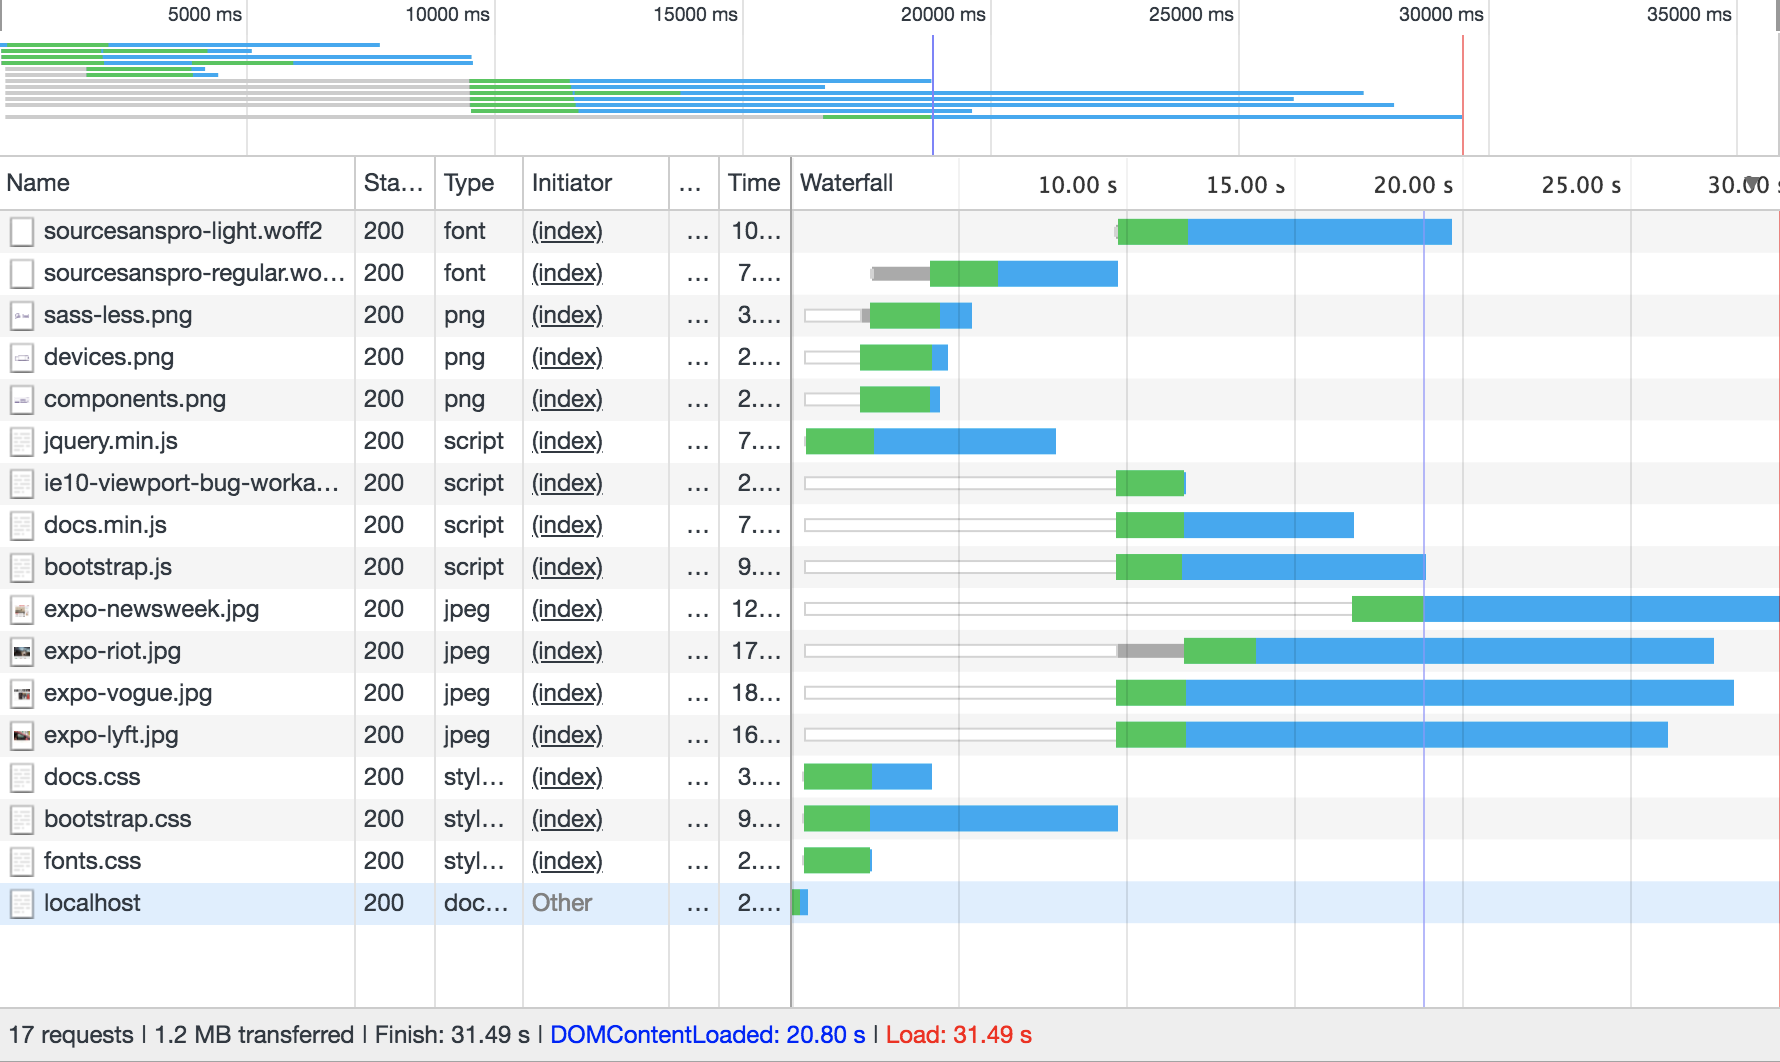 5000 ms 10000 ms 15000 ms 20000 ms 25000 ms 30000 ms 35000 ms
Name Sta... Type Initiator ... Time Waterfall 10.00 s 15.00 s 20.00 s 25.00 s 30.00 s
sourcesanspro-light.woff2 200 font (index) ... 10...
sourcesanspro-regular.wo... 200 font (index) ... 7....
sass-less.png 200 png (index) ... 3....
devices.png 200 png (index) ... 2....
components.png 200 png (index) ... 2....
jquery.min.js 200 script (index) ... 7....
ie10-viewport-bug-worka... 200 script (index) ... 2....
docs.min.js 200 script (index) ... 7....
bootstrap.js 200 script (index) ... 9....
expo-newsweek.jpg 200 jpeg (index) ... 12...
expo-riot.jpg 200 jpeg (index) ... 17...
expo-vogue.jpg 200 jpeg (index) ... 18...
expo-lyft.jpg 200 jpeg (index) ... 16...
docs.css 200 styl... (index) ... 3....
bootstrap.css 200 styl... (index) ... 9....
fonts.css 200 styl... (index) ... 2....
localhost 200 doc... Other ... 2....
17 requests | 1.2 MB transferred | Finish: 31.49 s | DOMContentLoaded: 20.80 s | Load: 31.49 s